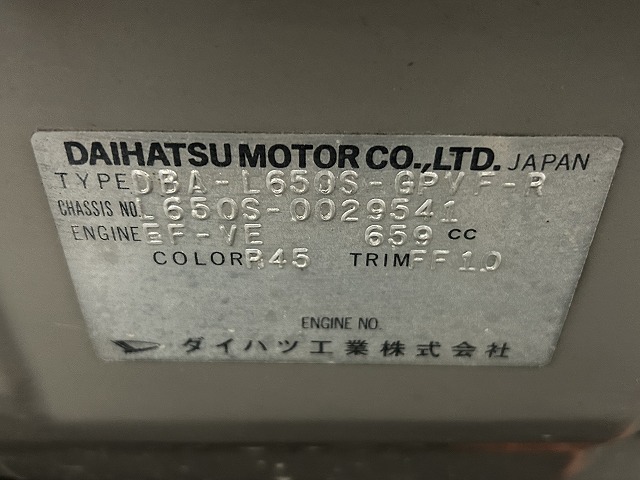 DAIHATSU MOTOR CO.,LTD. JAPAN
TYPE DBA-L650S-GPVF-R
CHASSIS NO. L650S-0029541
ENGINE EF-VE 659 CC
COLOR R45 TRIM FF10
ENGINE NO.
ダイハツ工業株式会社